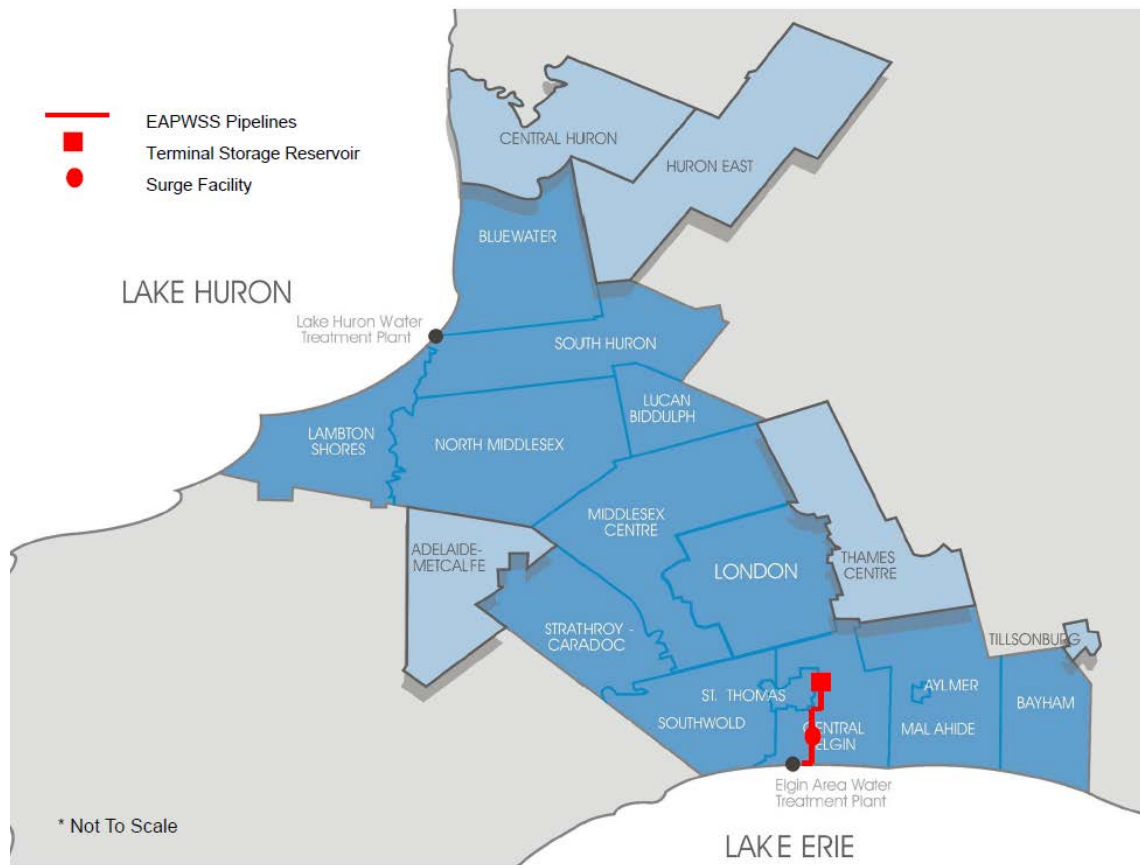 EAPWSS Pipelines
Terminal Storage Reservoir
Surge Facility
CENTRAL HURON
HURON EAST
BLUEWATER
LAKE HURON
Lake Huron Water
Treatment Plant
SOUTH HURON
LUCAN
BIDDULPH
LAMBTON
SHORES
NORTH MIDDLESEX
MIDDLESEX
CENTRE
ADELAIDE-
METCALFE
THAMES
CENTRE
LONDON
STRATHROY -
CARADOC
TILLSONBURG
ST. THOMAS
AYLMER
BAYHAM
SOUTHWOLD
CENTRAL
ELGIN
MALAHIDE
Elgin Area Water
Treatment Plant
* Not To Scale
LAKE ERIE